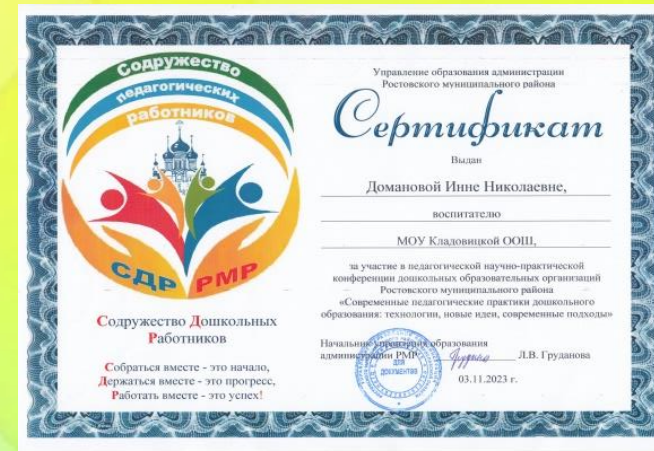 Содружество
педагогических
работников
СДР РМР
Содружество Дошкольных
Работников
Собраться вместе - это начало,
Держаться вместе - это прогресс,
Работать вместе - это успех!
Управление образования администрации
Ростовского муниципального района
Сертификат
Выдан
Домановой Инне Николаевне,
воспитателю
МОУ Кладовицкой ООШ,
за участие в педагогической научно-практической
конференции дошкольных образовательных организаций
Ростовского муниципального района
«Современные педагогические практики дошкольного
образования: технологии, новые идеи, современные подходы»
Начальник управления образования
администрации РМР Л.В. Груданова
ДЛЯ
ДОКУМЕНТОВ
03.11.2023 г.